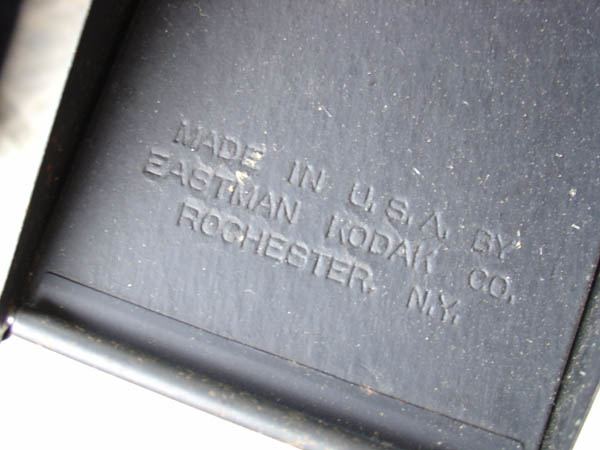 MADE IN U.S.A. BY
EASTMAN KODAK CO.
ROCHESTER, N.Y.